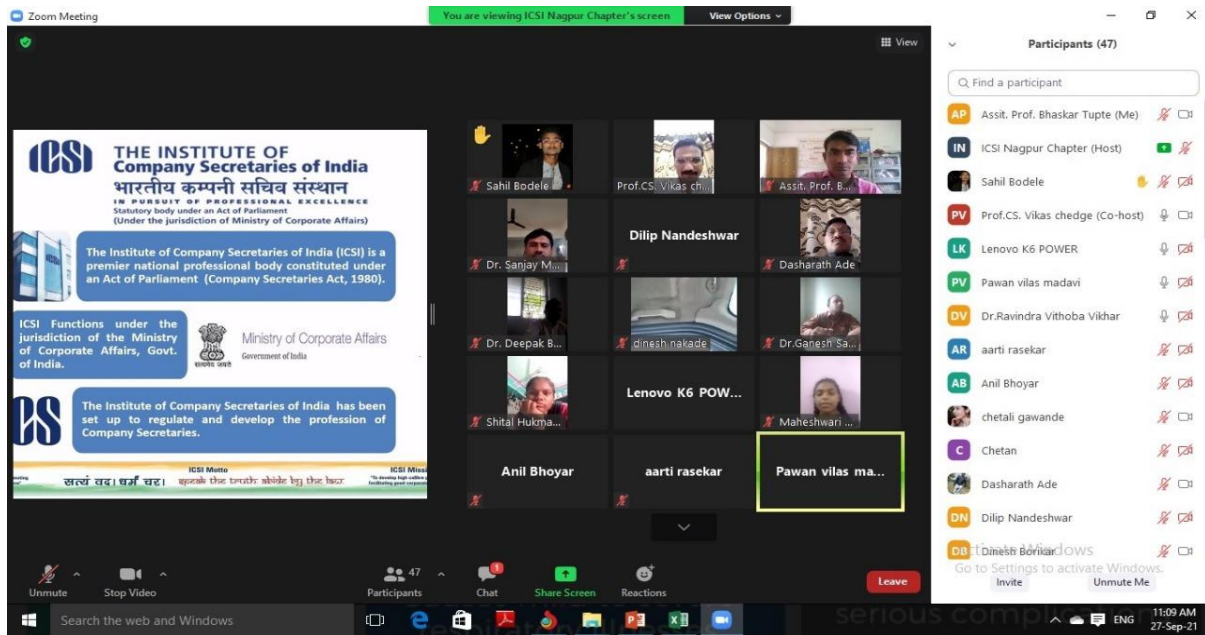 Zoom Meeting
You are viewing ICSI Nagpur Chapter's screen
View Options
View
ICSI
THE INSTITUTE OF
Company Secretaries of India
भारतीय कम्पनी सचिव संस्थान
IN PURSUIT OF PROFESSIONAL EXCELLENCE
Statutory body under an Act of Parliament
(Under the jurisdiction of Ministry of Corporate Affairs)
The Institute of Company Secretaries of India (ICSI) is a
premier national professional body constituted under
an Act of Parliament (Company Secretaries Act, 1980).
ICSI Functions under the
jurisdiction of the Ministry
of Corporate Affairs, Govt.
of India.
सत्यमेव जयते
Ministry of Corporate Affairs
Government of India
CS
The Institute of Company Secretaries of India has been
set up to regulate and develop the profession of
Company Secretaries.
ICSI Motto
सत्यं वद। धर्मं चर। speak the truth. abide by the law.
ICSI Missi
Sahil Bodele
Prof.CS. Vikas ch...
Assit. Prof. B...
Dr. Sanjay M...
Dilip Nandeshwar
Dasharath Ade
Dr. Deepak B...
dinesh nakade
Dr.Ganesh Sa...
Shital Hukma...
Lenovo K6 POW...
Maheshwari ...
Anil Bhoyar
aarti rasekar
Pawan vilas ma...
Participants (47)
Find a participant
AP Assit. Prof. Bhaskar Tupte (Me)
IN ICSI Nagpur Chapter (Host)
Sahil Bodele
PV Prof.CS. Vikas chedge (Co-host)
LK Lenovo K6 POWER
PV Pawan vilas madavi
DV Dr.Ravindra Vithoba Vikhar
AR aarti rasekar
AB Anil Bhoyar
chetali gawande
C Chetan
Dasharath Ade
DN Dilip Nandeshwar
DB Dinesh Borikar
Activate Windows
Go to Settings to activate Windows.
Invite
Unmute Me
Unmute
Stop Video
Participants 47
Chat 1
Share Screen
Reactions
Leave
Search the web and Windows
serious
ENG
11:09 AM
27-Sep-21